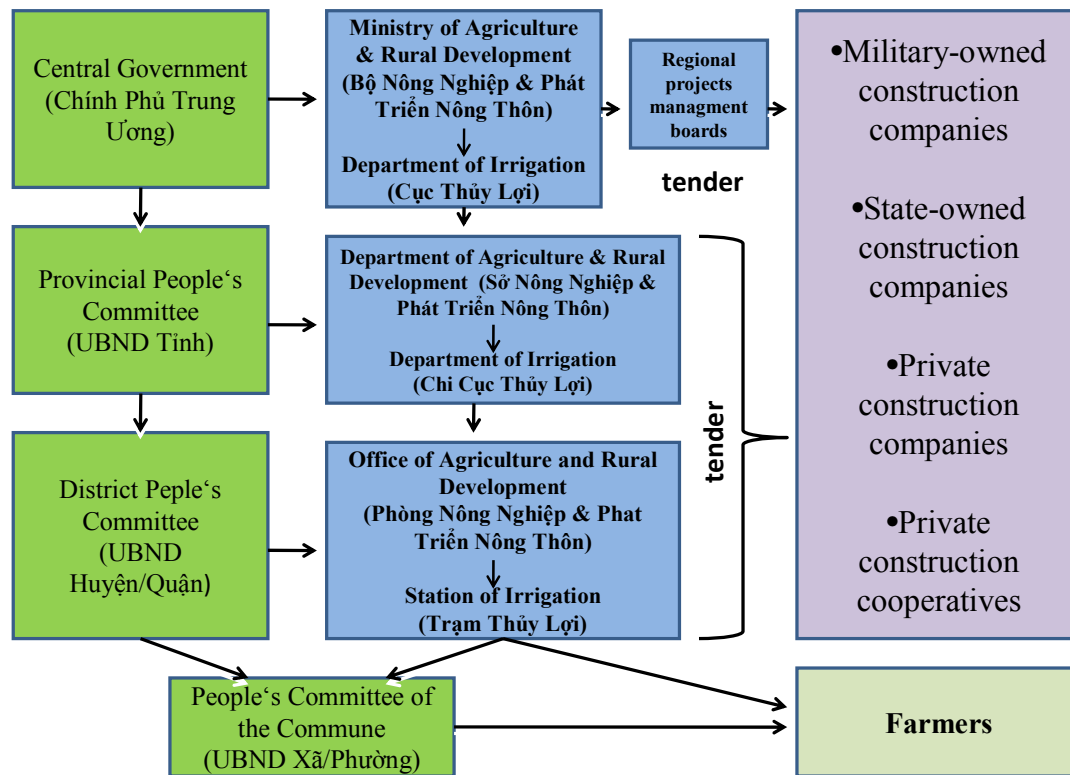 Central Government
(Chính Phủ Trung
Ương)
Ministry of Agriculture
& Rural Development
(Bộ Nông Nghiệp & Phát
Triển Nông Thôn)
Department of Irrigation
(Cục Thủy Lợi)
Regional
projects
managment
boards
tender
•Military-owned
construction
companies
•State-owned
construction
companies
•Private
construction
companies
•Private
construction
cooperatives
Provincial People‘s
Committee
(UBND Tỉnh)
Department of Agriculture & Rural
Development (Sở Nông Nghiệp &
Phát Triển Nông Thôn)
Department of Irrigation
(Chi Cục Thủy Lợi)
tender
District Peple‘s
Committee
(UBND
Huyện/Quận)
Office of Agriculture and Rural
Development
(Phòng Nông Nghiệp & Phat
Triển Nông Thôn)
Station of Irrigation
(Trạm Thủy Lợi)
People‘s Committee of
the Commune
(UBND Xã/Phường)
Farmers